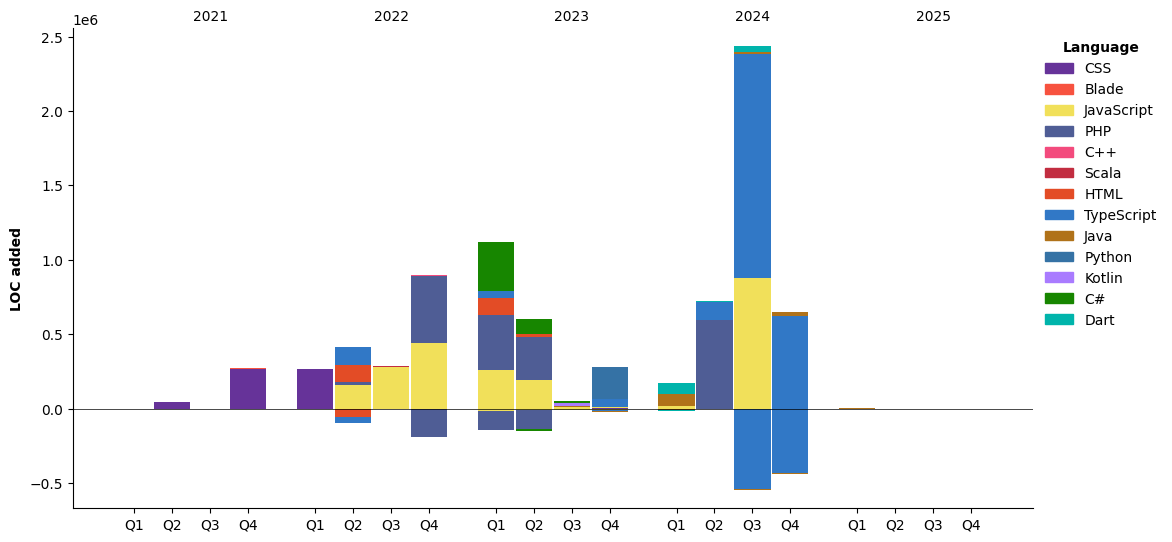 1e6
2021 2022 2023 2024 2025
2.5
2.0
1.5
1.0
0.5
0.0
−0.5
LOC added
Q1 Q2 Q3 Q4 Q1 Q2 Q3 Q4 Q1 Q2 Q3 Q4 Q1 Q2 Q3 Q4 Q1 Q2 Q3 Q4
Language
CSS
Blade
JavaScript
PHP
C++
Scala
HTML
TypeScript
Java
Python
Kotlin
C#
Dart